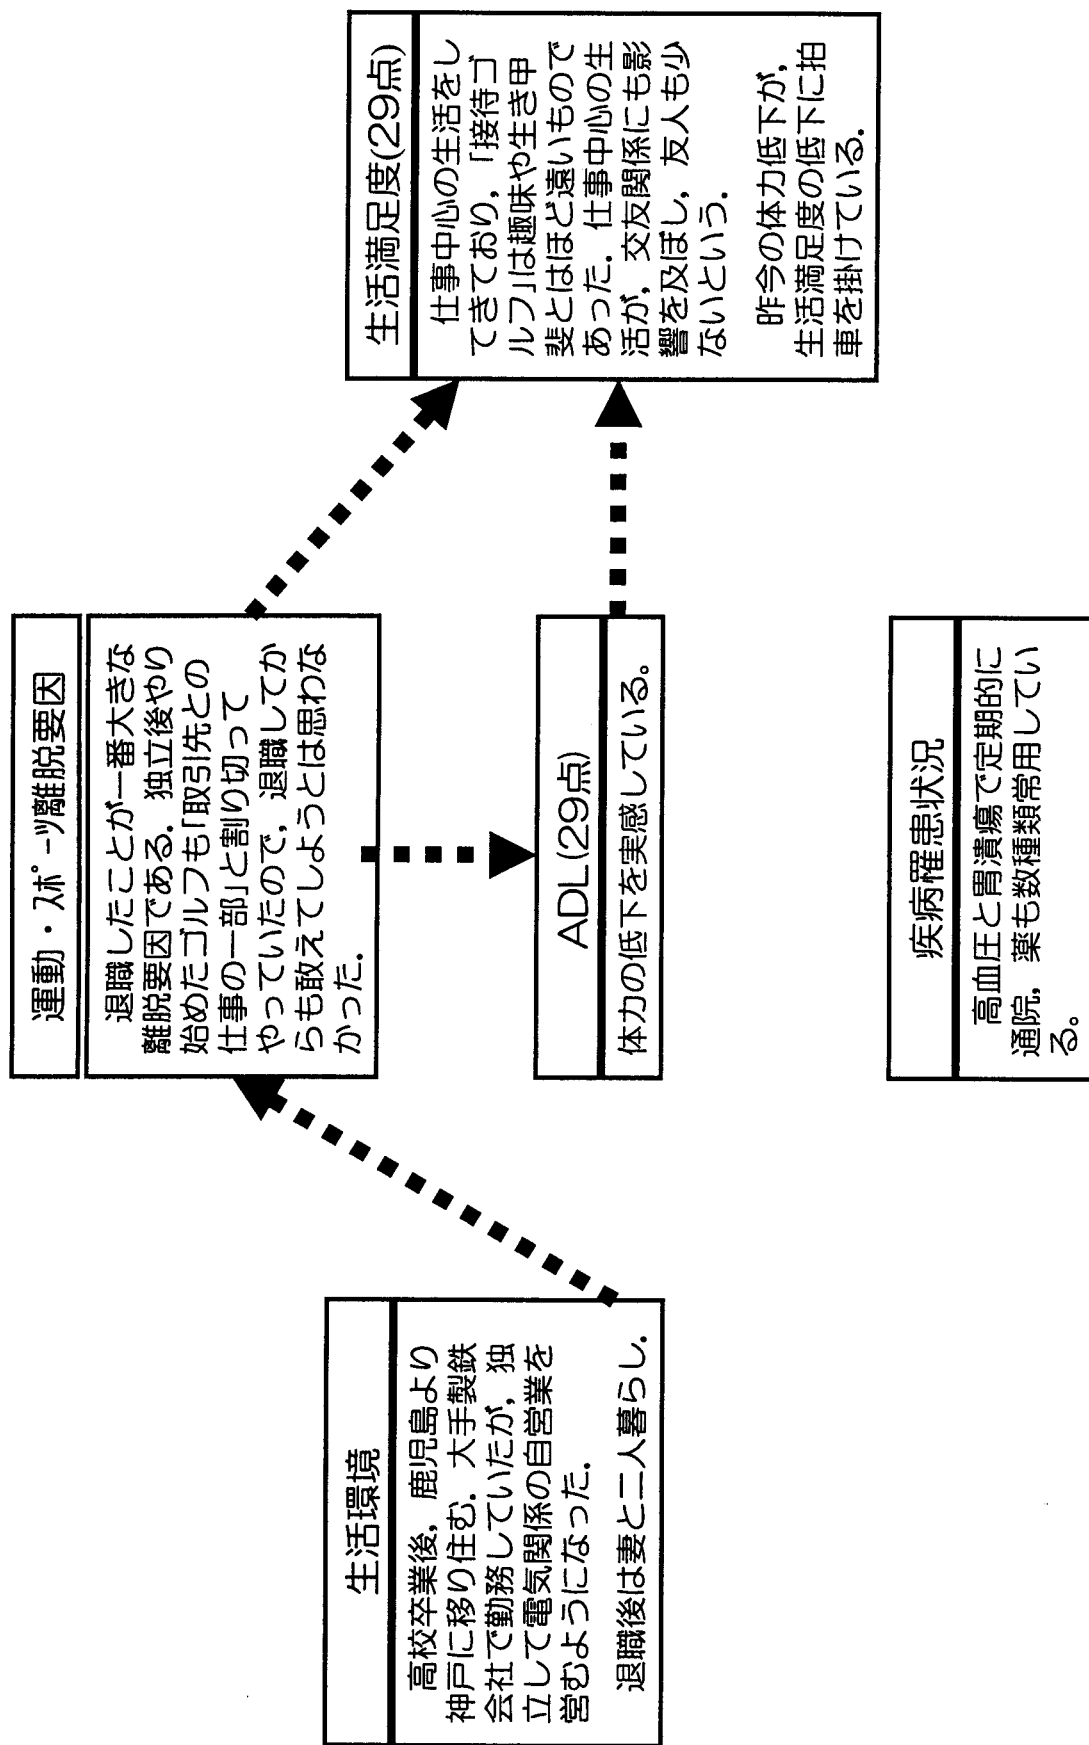 生活環境
高校卒業後，鹿児島より
神戸に移り住む．大手製鉄
会社で勤務していたが，独
立して電気関係の自営業を
営むようになった．
退職後は妻と二人暮らし．
運動・スポーツ離脱要因
退職したことが一番大きな
離脱要因である．独立後やり
始めたゴルフも「取引先との
仕事の一部」と割り切って
やっていたので，退職してか
らも敢えてしようとは思わな
かった．
ADL(29点)
体力の低下を実感している。
疾病罹患状況
高血圧と胃潰瘍で定期的に
通院，薬も数種類常用してい
る。
生活満足度(29点)
仕事中心の生活をし
てきており，「接待ゴ
ルフ」は趣味や生き甲
斐とはほど遠いもので
あった．仕事中心の生
活が，交友関係にも影
響を及ぼし，友人も少
ないという．
昨今の体力低下が，
生活満足度の低下に拍
車を掛けている．